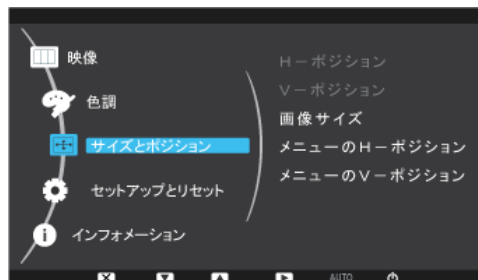 映像
色調
サイズとポジション
セットアップとリセット
インフォメーション
H－ポジション
V－ポジション
画像サイズ
メニューのH－ポジション
メニューのV－ポジション
AUTO